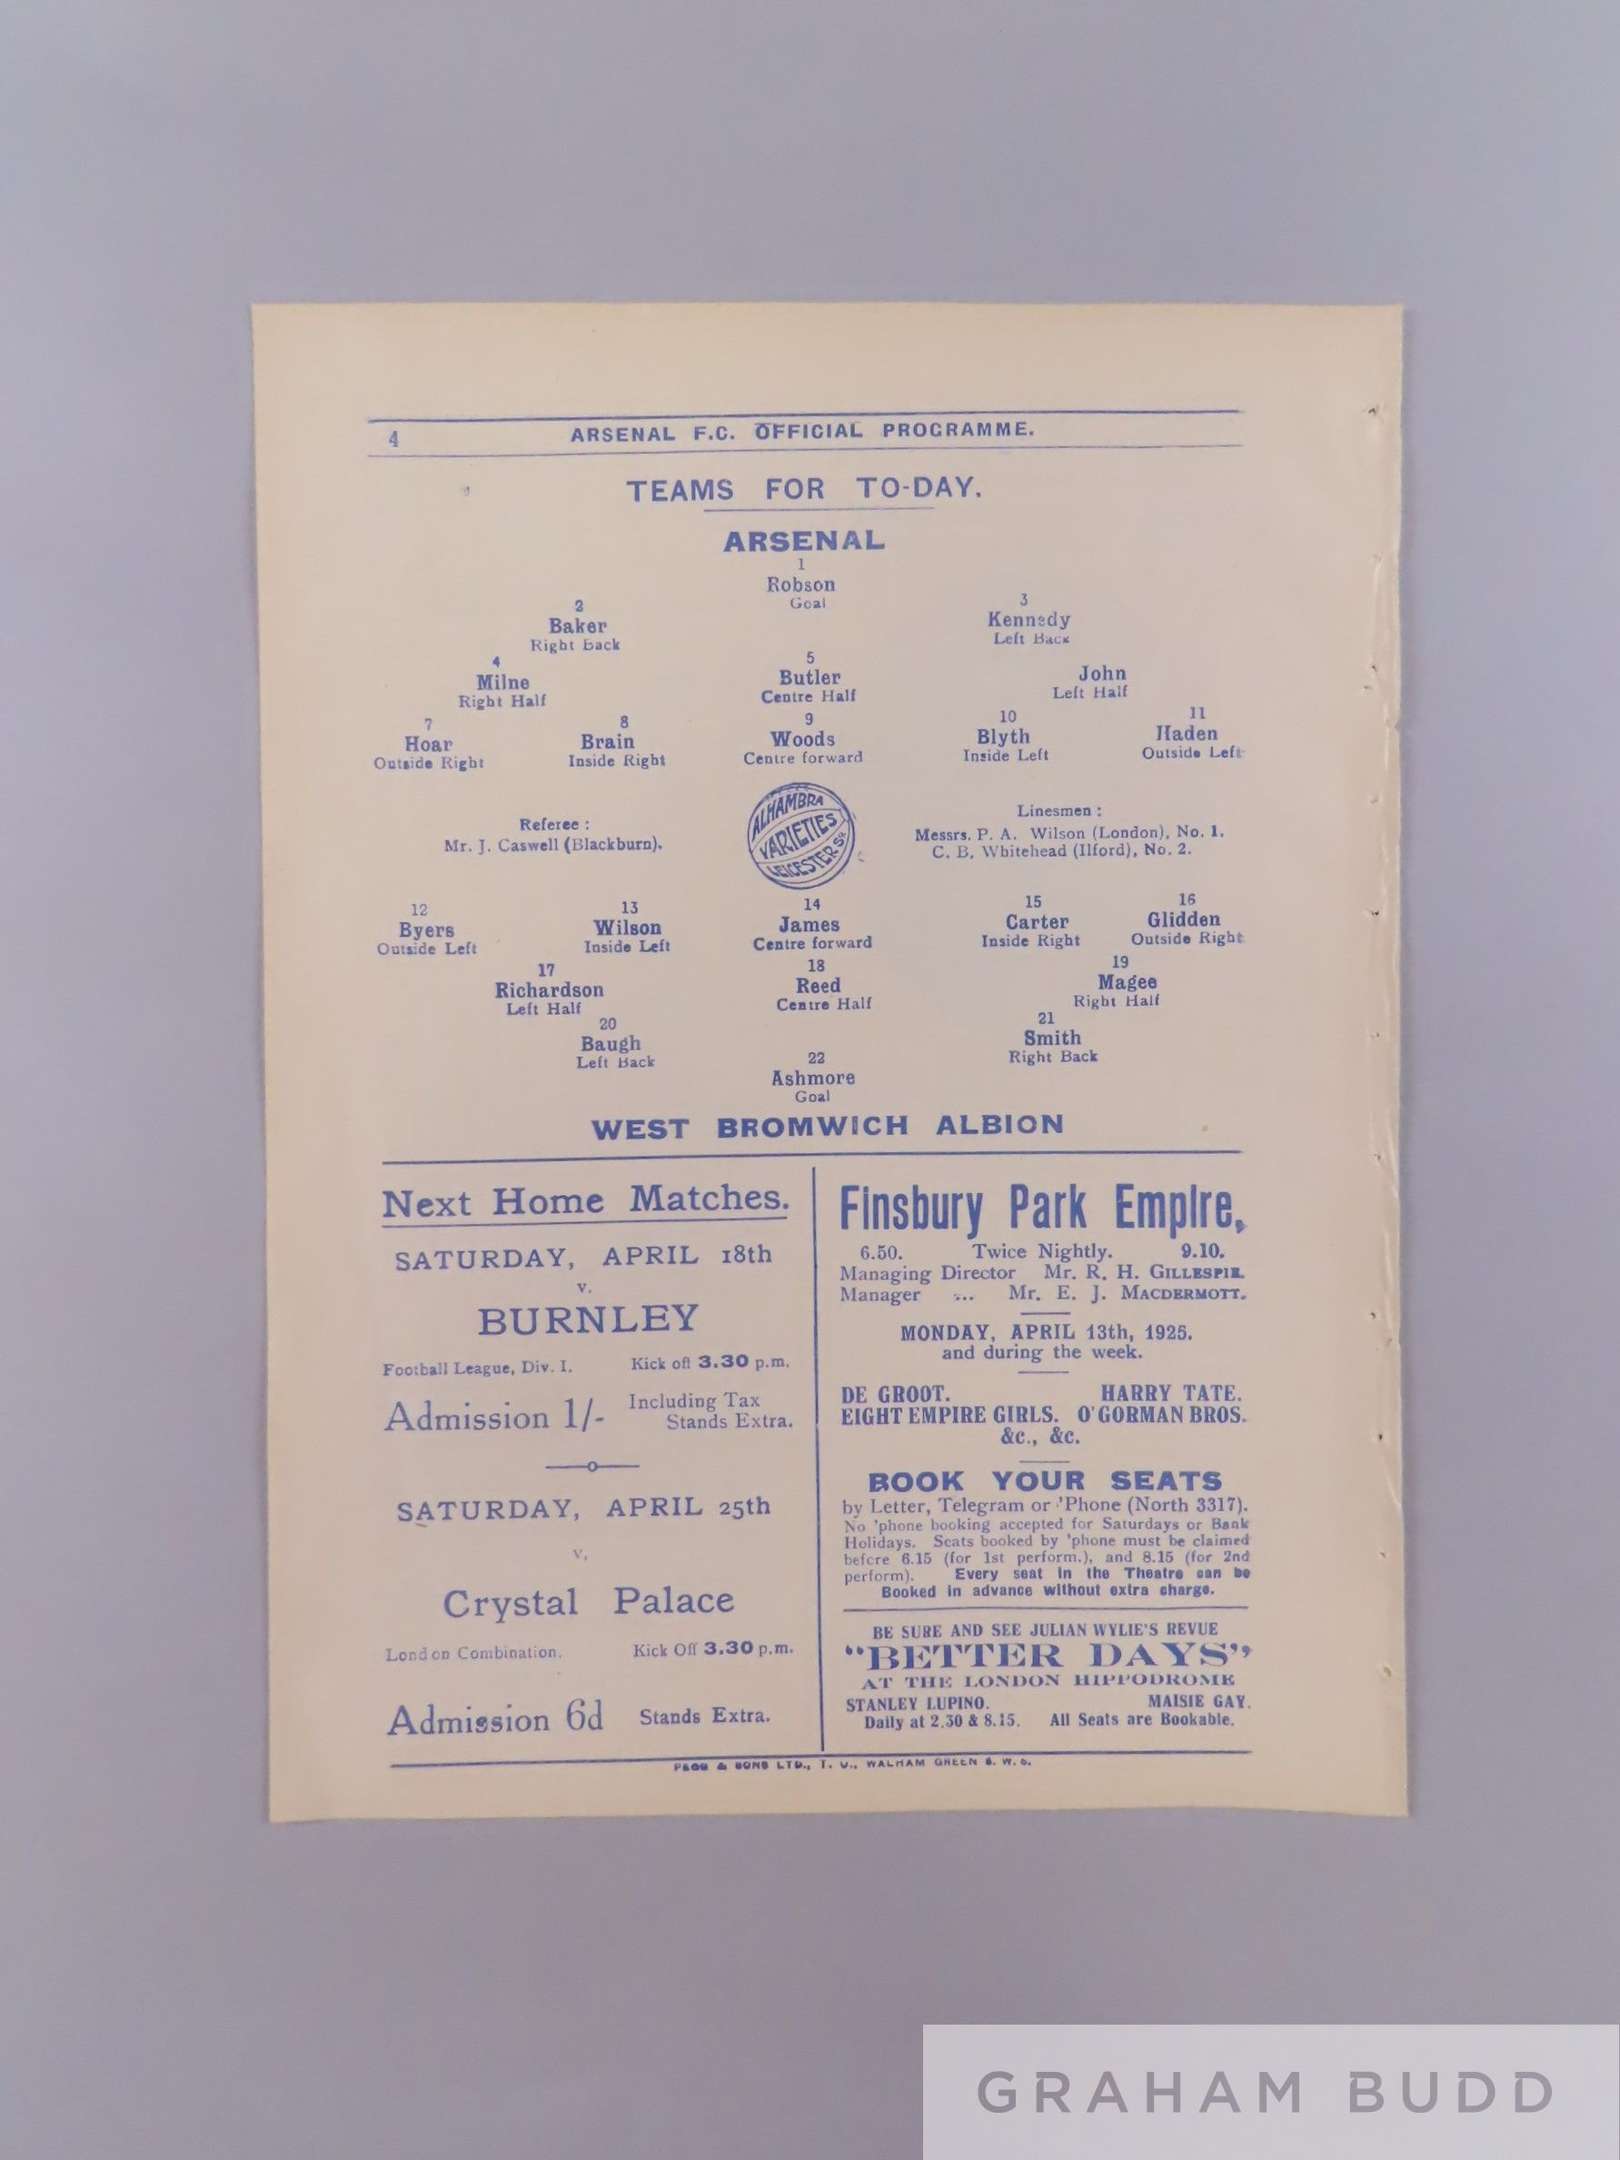 4 ARSENAL F.C. OFFICIAL PROGRAMME.
TEAMS FOR TO-DAY.
ARSENAL
1
Robson
Goal
2 3
Baker Kennedy
Right Back Left Back
4 5
Milne Butler John
Right Half Centre Half Left Half
7 8 9 10 11
Hoar Brain Woods Blyth Haden
Outside Right Inside Right Centre forward Inside Left Outside Left
Referee :
Mr. J. Caswell (Blackburn).
ALHAMBRA
VARIETIES
LEICESTER SQ
Linesmen :
Messrs. P. A. Wilson (London), No. 1.
C. B. Whitehead (Ilford), No. 2.
12 13 14 15 16
Byers Wilson James Carter Glidden
Outside Left Inside Left Centre forward Inside Right Outside Right
17 18 19
Richardson Reed Magee
Left Half Centre Half Right Half
20 21
Baugh Smith
Left Back Right Back
22
Ashmore
Goal
WEST BROMWICH ALBION
Next Home Matches.
SATURDAY, APRIL 18th
v.
BURNLEY
Football League, Div. I. Kick off 3.30 p.m.
Admission 1/- Including Tax
Stands Extra.
SATURDAY, APRIL 25th
v.
Crystal Palace
London Combination. Kick Off 3.30 p.m.
Admission 6d Stands Extra.
Finsbury Park Empire,
6.50. Twice Nightly. 9.10.
Managing Director Mr. R. H. GILLESPIE.
Manager ... Mr. E. J. MACDERMOTT.
MONDAY, APRIL 13th, 1925.
and during the week.
DE GROOT. HARRY TATE.
EIGHT EMPIRE GIRLS. O'GORMAN BROS.
&c., &c.
BOOK YOUR SEATS
by Letter, Telegram or 'Phone (North 3317).
No 'phone booking accepted for Saturdays or Bank
Holidays. Seats booked by 'phone must be claimed
before 6.15 (for 1st perform.), and 8.15 (for 2nd
perform). Every seat in the Theatre can be
Booked in advance without extra charge.
BE SURE AND SEE JULIAN WYLIE'S REVUE
"BETTER DAYS"
AT THE LONDON HIPPODROME
STANLEY LUPINO. MAISIE GAY.
Daily at 2.30 & 8.15. All Seats are Bookable.
PEGG & SONS LTD., T. U., WALHAM GREEN S. W. 6.
GRAHAM BUDD